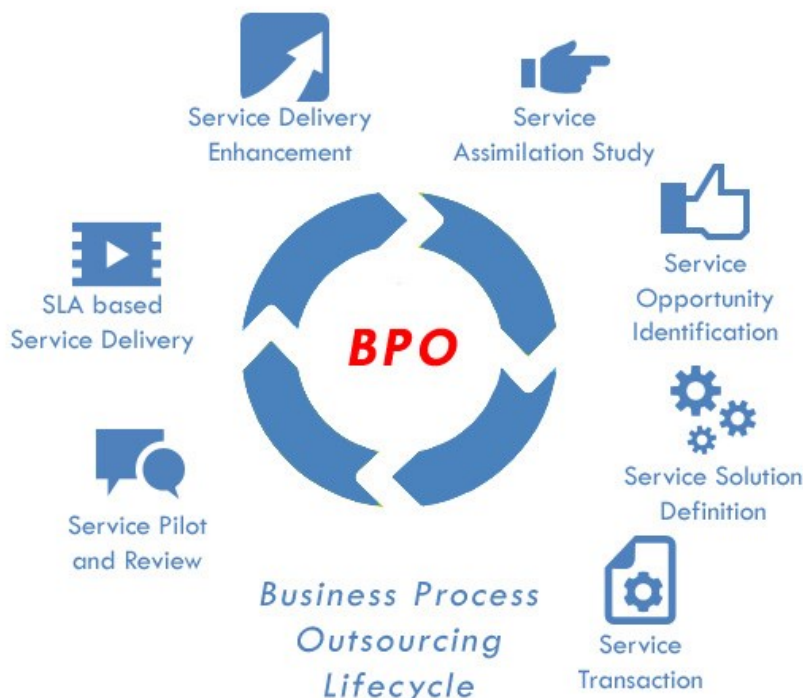 Service Delivery
Enhancement
Service
Assimilation Study
Service
Opportunity
Identification
SLA based
Service Delivery
BPO
Service Solution
Definition
Service Pilot
and Review
Business Process
Outsourcing
Lifecycle
Service
Transaction